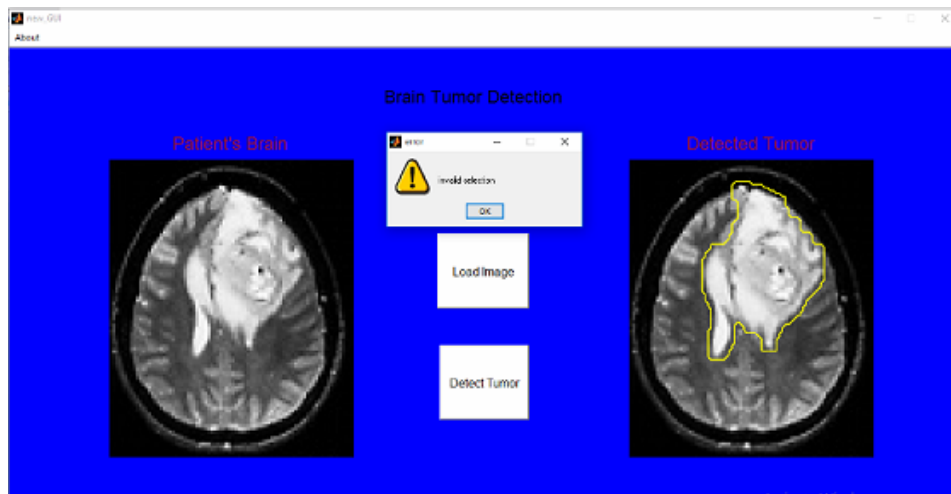 new_GUI
About
Brain Tumor Detection
Patient's Brain
error
Detected Tumor
invalid selection
OK
Load Image
Detect Tumor